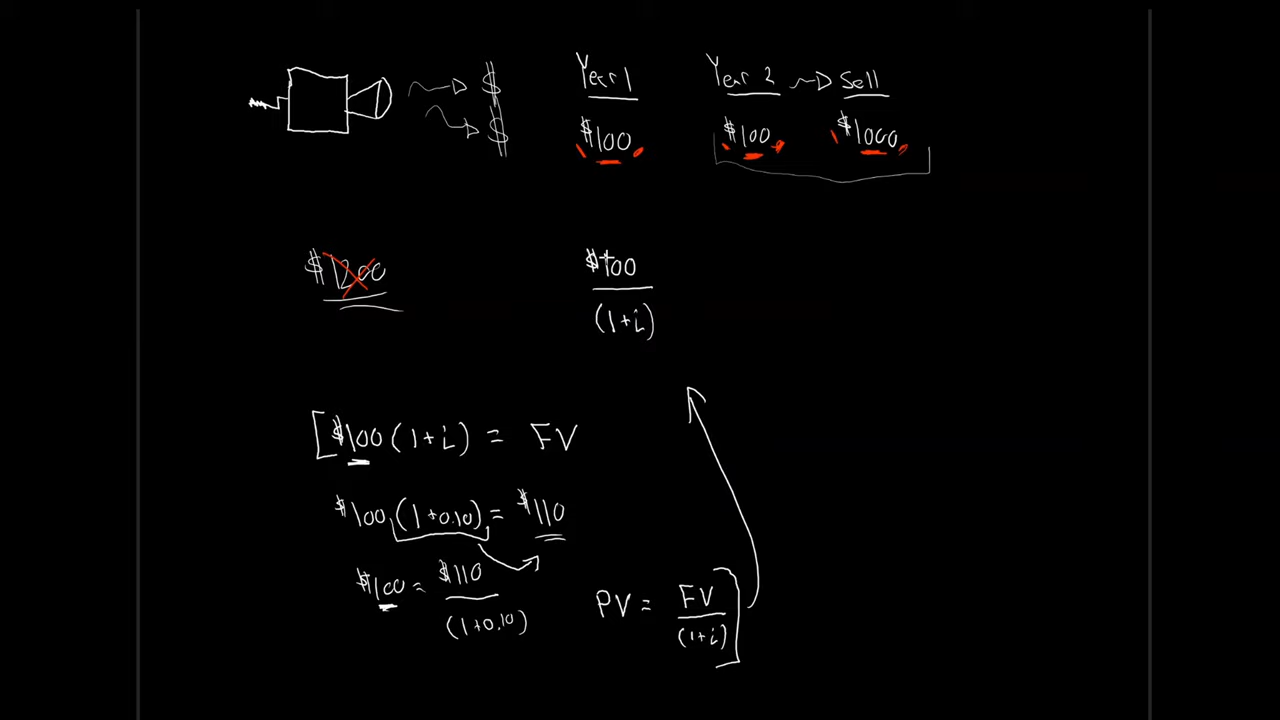 $ Year 1 Year 2 Sell
$ $100 $100 $1000
$1200 $100
(1+i)
$100(1+i) = FV
$100(1+0.10) = $110
$100 = $110
(1+0.10)
PV = FV
(1+i)